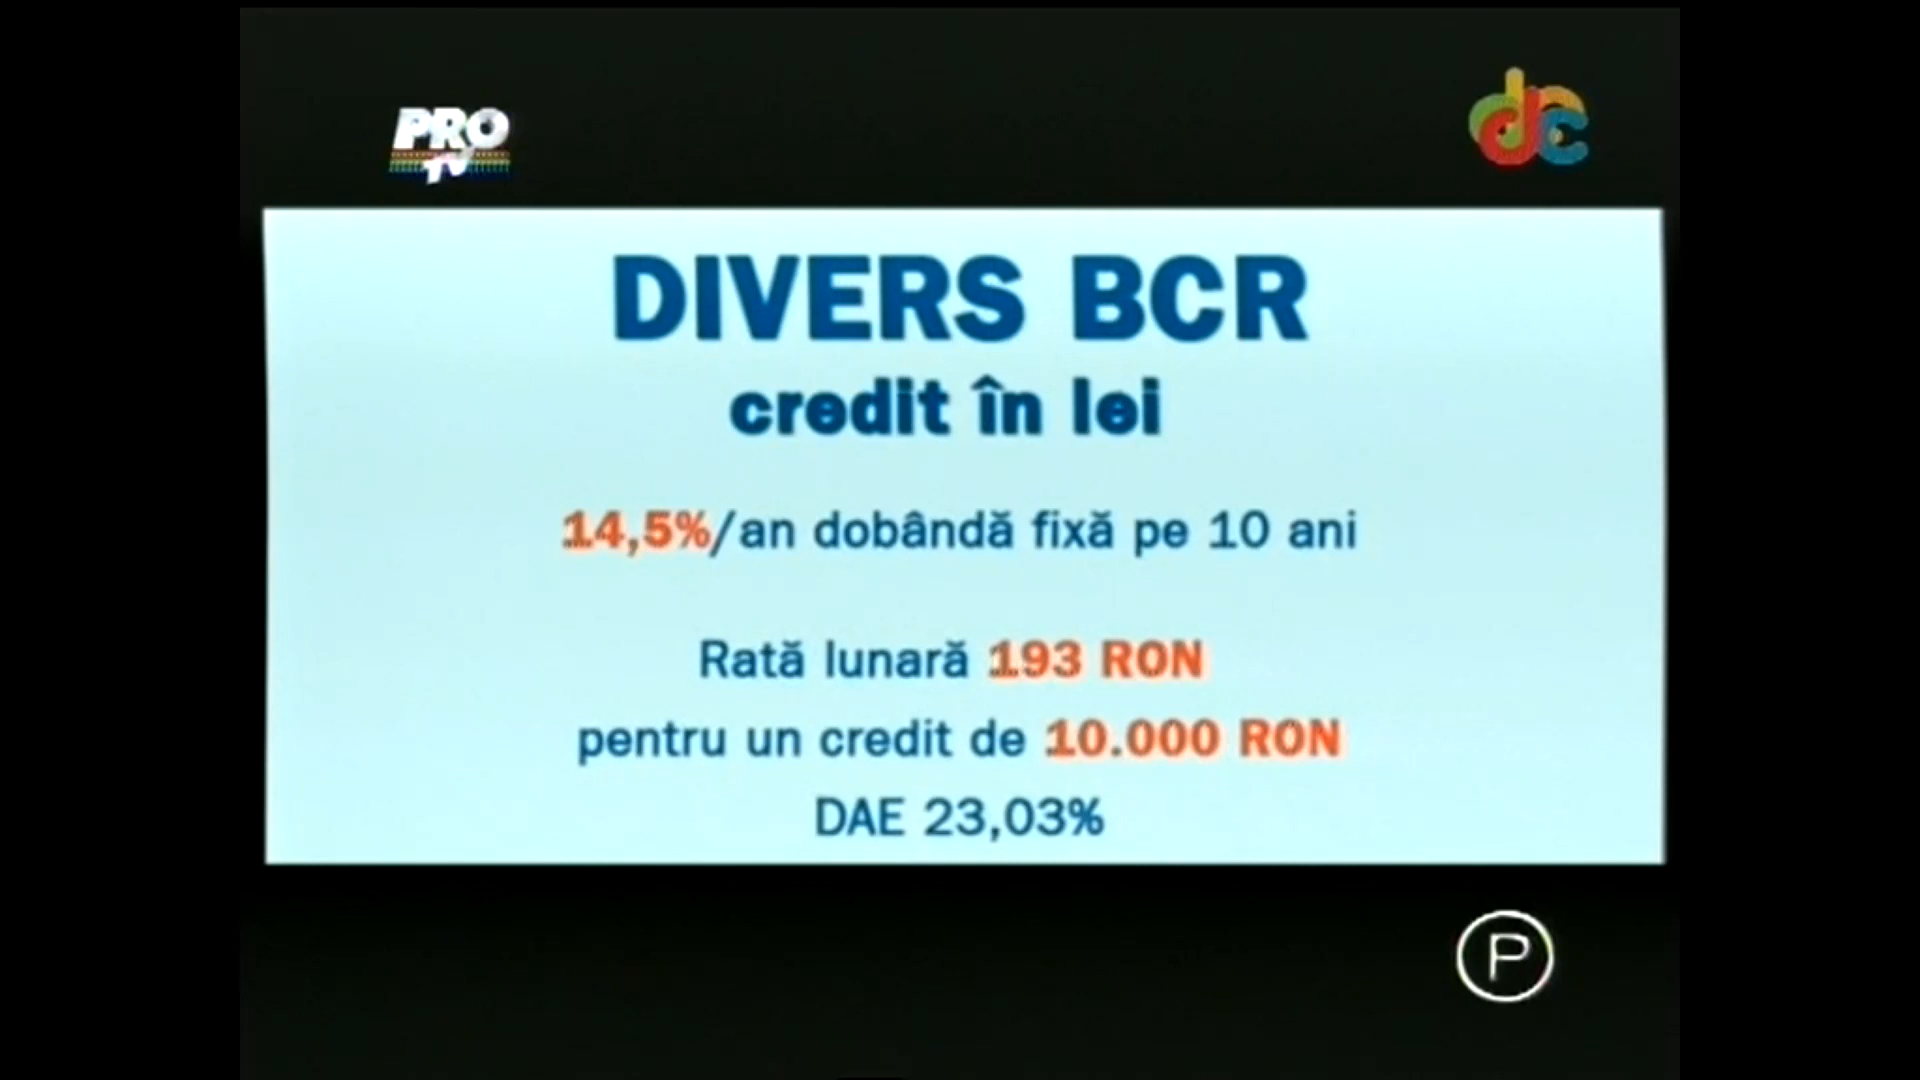 PRO
TV
dc
DIVERS BCR
credit în lei
14,5%/an dobândă fixă pe 10 ani
Rată lunară 193 RON
pentru un credit de 10.000 RON
DAE 23,03%
P